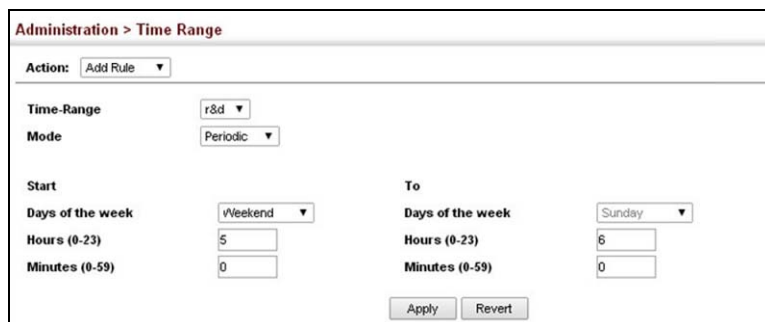 Administration > Time Range
Action: Add Rule
Time-Range r&d
Mode Periodic
Start To
Days of the week Weekend Days of the week Sunday
Hours (0-23) 5 Hours (0-23) 6
Minutes (0-59) 0 Minutes (0-59) 0
Apply Revert